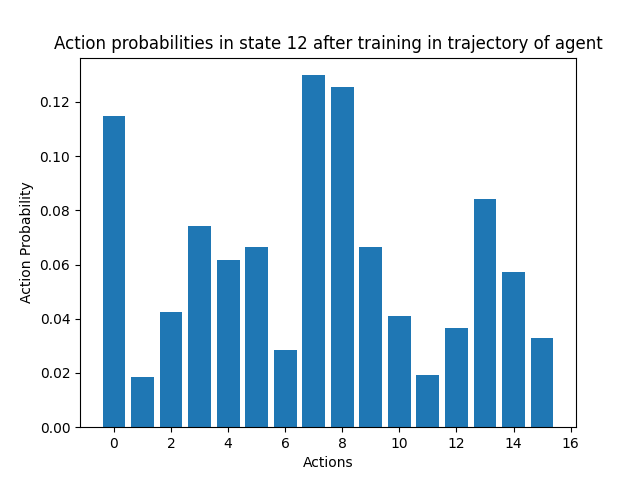 Action probabilities in state 12 after training in trajectory of agent
0.12
0.10
0.08
0.06
0.04
0.02
0.00
Action Probability
0 2 4 6 8 10 12 14 16
Actions